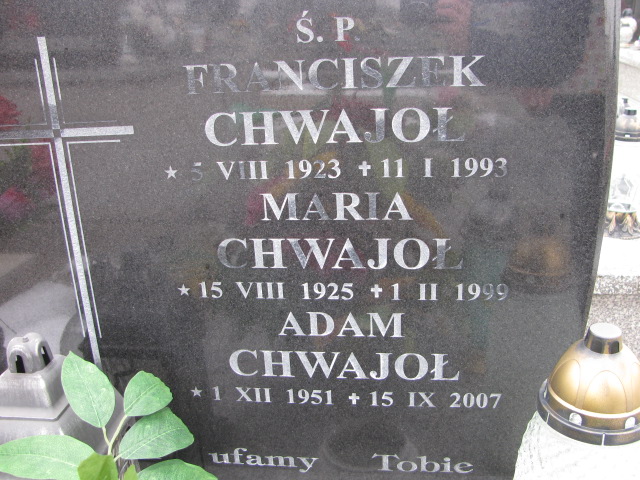 Ś. P.
FRANCISZEK
CHWAJOŁ
★ 5 VIII 1923 ✝ 11 I 1993
MARIA
CHWAJOŁ
★ 15 VIII 1925 ✝ 1 II 1999
ADAM
CHWAJOŁ
★ 1 XII 1951 ✝ 15 IX 2007
ufamy Tobie